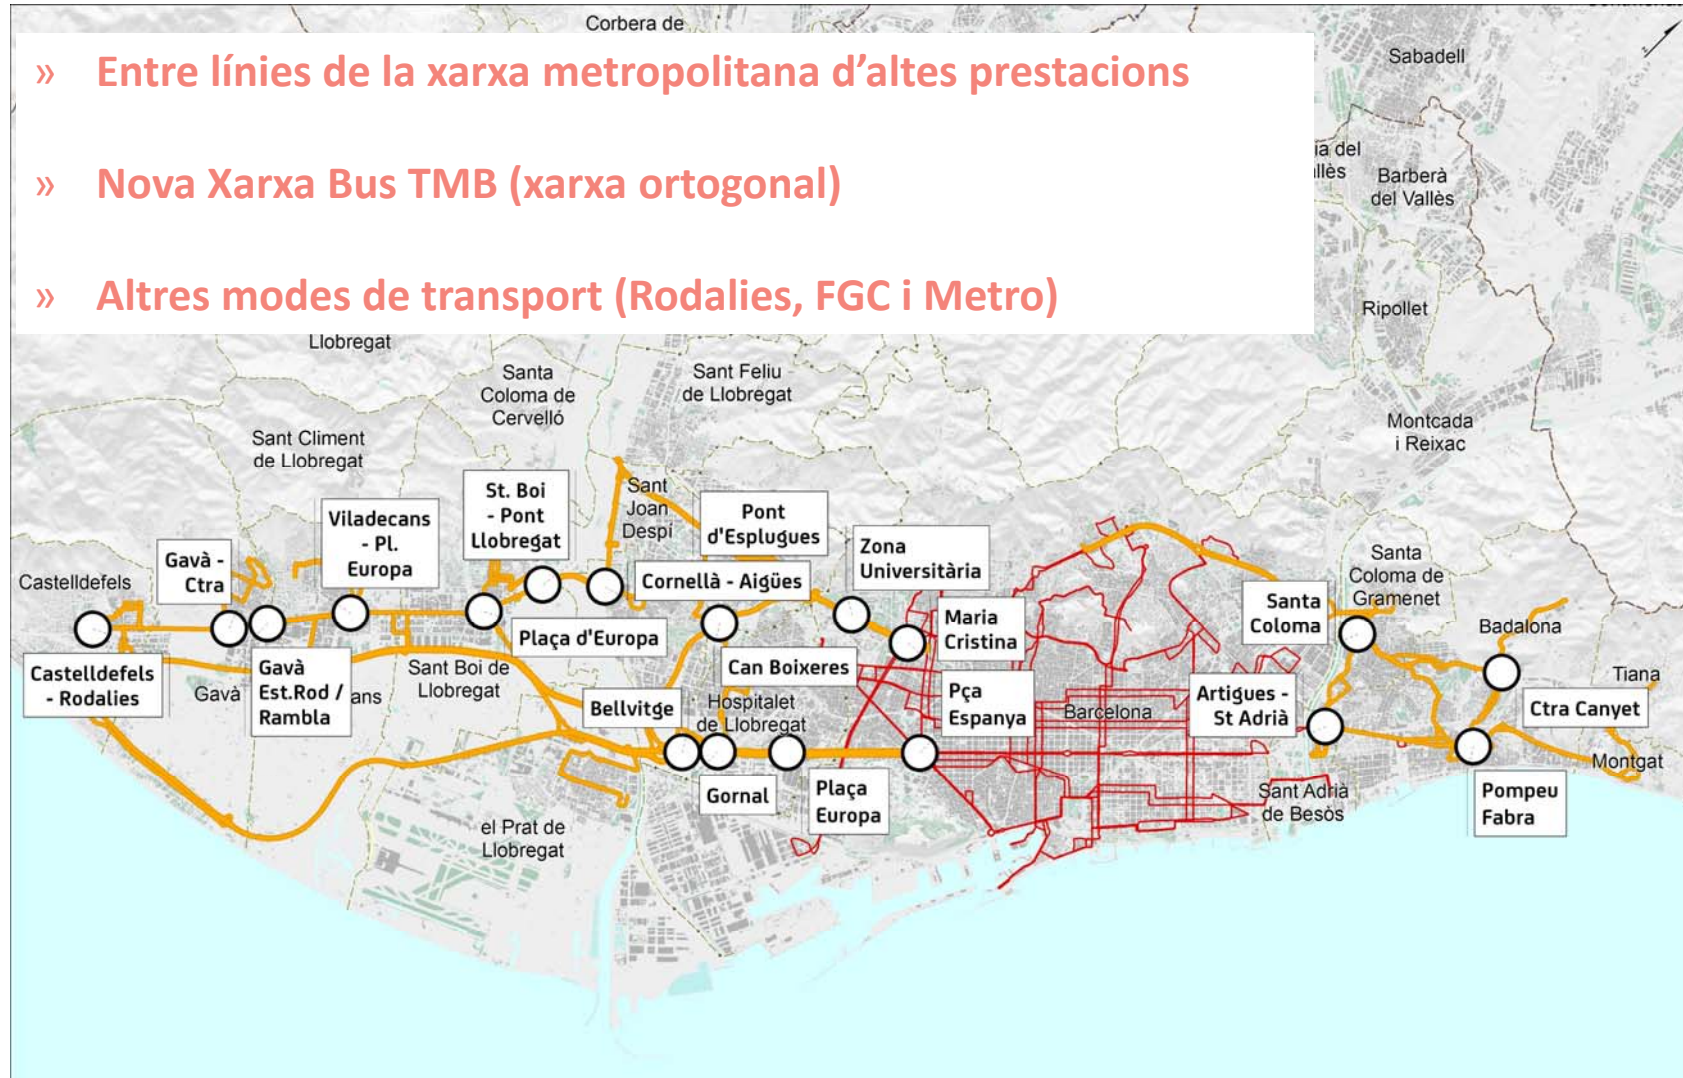 Corbera de
» Entre línies de la xarxa metropolitana d'altes prestacions
» Nova Xarxa Bus TMB (xarxa ortogonal)
» Altres modes de transport (Rodalies, FGC i Metro)
Sabadell
Barberà
del Vallès
Ripollet
Montcada
i Reixac
Llobregat
Santa
Coloma de
Cervelló
Sant Feliu
de Llobregat
Sant Climent
de Llobregat
Sant
Joan
Despí
St. Boi
- Pont
Llobregat
Viladecans
- Pl.
Europa
Gavà -
Ctra
Castelldefels
Pont
d'Esplugues
Zona
Universitària
Cornellà - Aigües
Maria
Cristina
Santa
Coloma
Santa
Coloma de
Gramenet
Badalona
Tiana
Castelldefels
- Rodalies
Gavà
Gavà
Est.Rod /
Rambla
ans
Sant Boi de
Llobregat
Plaça d'Europa
Can Boixeres
Bellvitge
Hospitalet
de Llobregat
Pça
Espanya
Barcelona
Artigues -
St Adrià
Ctra Canyet
Montgat
Gornal
Plaça
Europa
Sant Adrià
de Besòs
Pompeu
Fabra
el Prat de
Llobregat